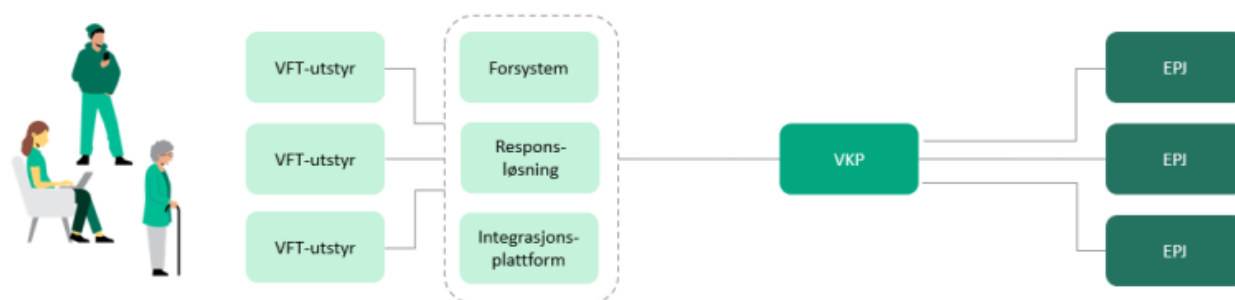 VFT-utstyr
VFT-utstyr
VFT-utstyr
Forsystem
Respons-
løsning
Integrasjons-
plattform
VKP
EPJ
EPJ
EPJ